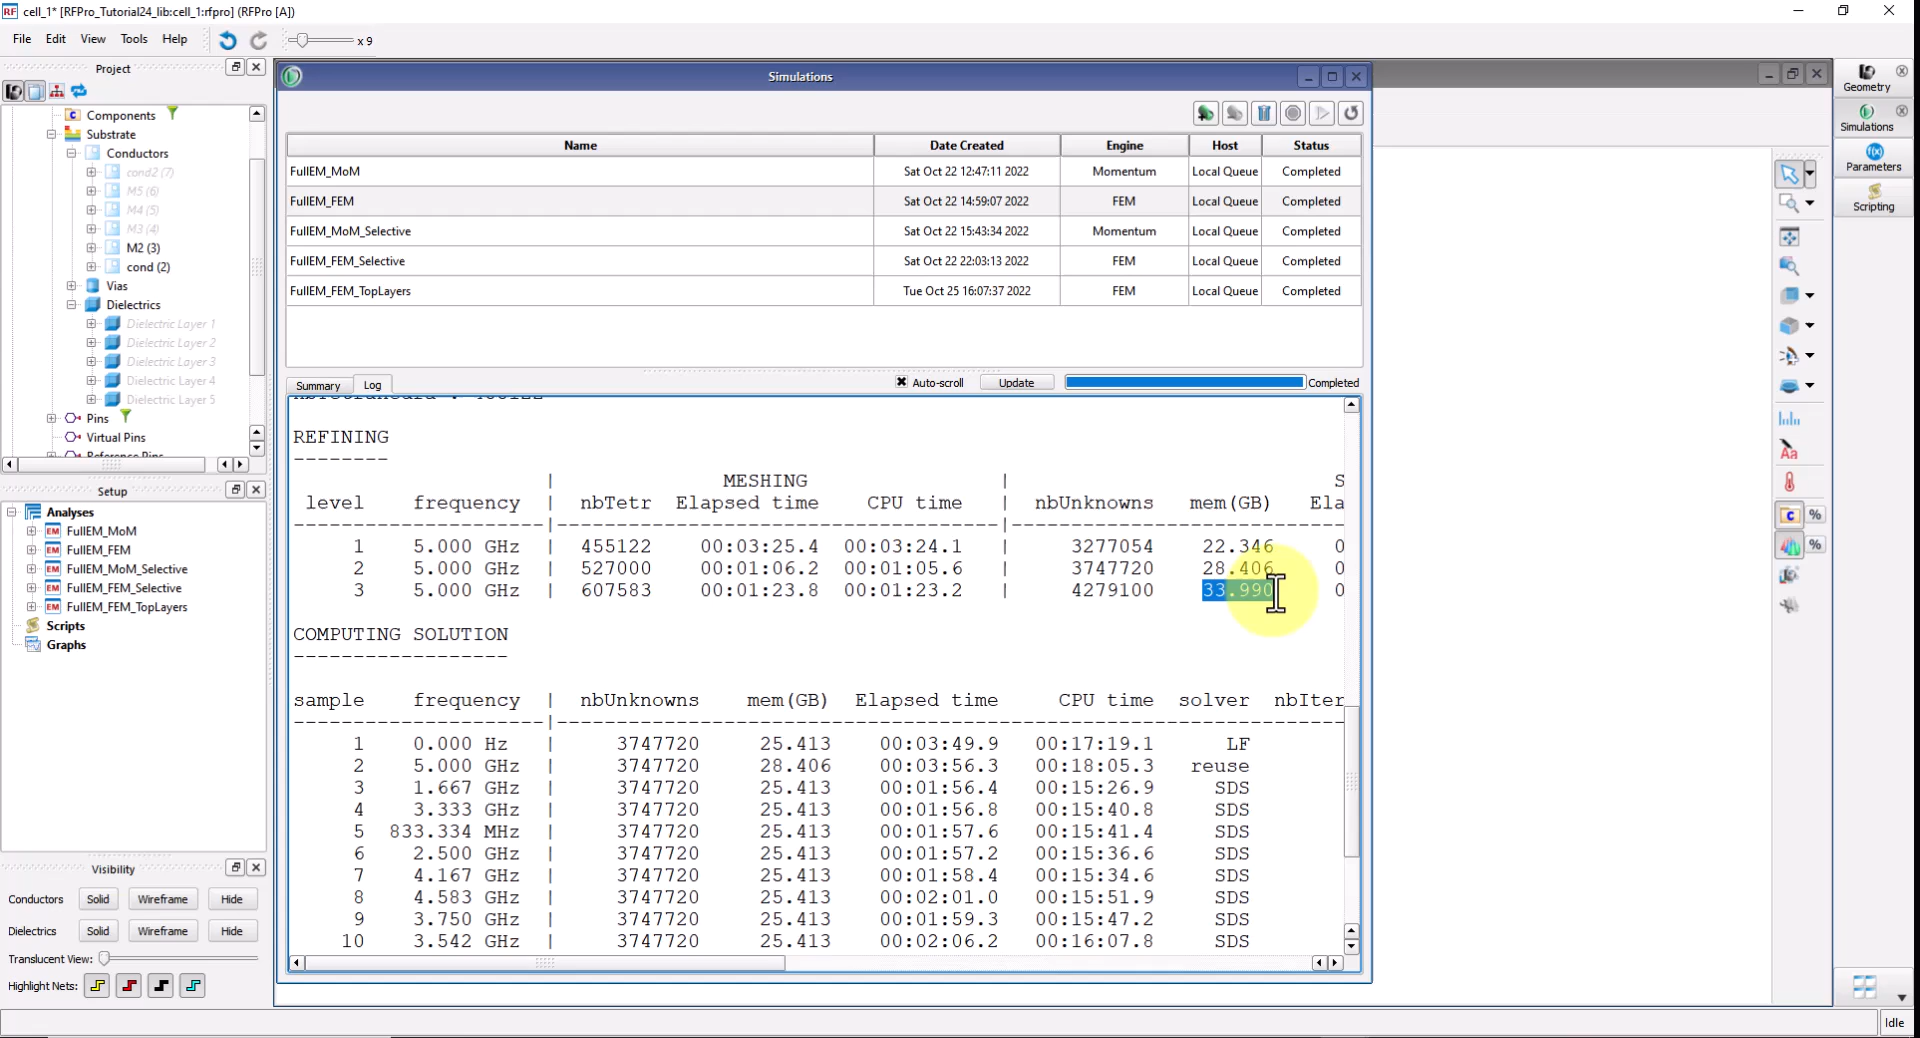 RF cell_1* [RFPro_Tutorial24_lib:cell_1:rfpro] (RFPro [A])
File Edit View Tools Help x 9
Project
Components
Substrate
Conductors
cond2 (7)
M5 (6)
M4 (5)
M3 (4)
M2 (3)
cond (2)
Vias
Dielectrics
Dielectric Layer 1
Dielectric Layer 2
Dielectric Layer 3
Dielectric Layer 4
Dielectric Layer 5
Pins
Virtual Pins
Setup
Analyses
EM FullEM_MoM
EM FullEM_FEM
EM FullEM_MoM_Selective
EM FullEM_FEM_Selective
EM FullEM_FEM_TopLayers
Scripts
Graphs
Visibility
Conductors Solid Wireframe Hide
Dielectrics Solid Wireframe Hide
Translucent View:
Highlight Nets:
Simulations
Name Date Created Engine Host Status
FullEM_MoM Sat Oct 22 12:47:11 2022 Momentum Local Queue Completed
FullEM_FEM Sat Oct 22 14:59:07 2022 FEM Local Queue Completed
FullEM_MoM_Selective Sat Oct 22 15:43:34 2022 Momentum Local Queue Completed
FullEM_FEM_Selective Sat Oct 22 22:03:13 2022 FEM Local Queue Completed
FullEM_FEM_TopLayers Tue Oct 25 16:07:37 2022 FEM Local Queue Completed
Summary Log Auto-scroll Update Completed
REFINING
--------
| MESHING | S
level frequency | nbTetr Elapsed time CPU time | nbUnknowns mem(GB) Ela
1 5.000 GHz | 455122 00:03:25.4 00:03:24.1 | 3277054 22.346 0
2 5.000 GHz | 527000 00:01:06.2 00:01:05.6 | 3747720 28.406 0
3 5.000 GHz | 607583 00:01:23.8 00:01:23.2 | 4279100 33.990 0
COMPUTING SOLUTION
------------------
sample frequency | nbUnknowns mem(GB) Elapsed time CPU time solver nbIter
1 0.000 Hz | 3747720 25.413 00:03:49.9 00:17:19.1 LF
2 5.000 GHz | 3747720 28.406 00:03:56.3 00:18:05.3 reuse
3 1.667 GHz | 3747720 25.413 00:01:56.4 00:15:26.9 SDS
4 3.333 GHz | 3747720 25.413 00:01:56.8 00:15:40.8 SDS
5 833.334 MHz | 3747720 25.413 00:01:57.6 00:15:41.4 SDS
6 2.500 GHz | 3747720 25.413 00:01:57.2 00:15:36.6 SDS
7 4.167 GHz | 3747720 25.413 00:01:58.4 00:15:34.6 SDS
8 4.583 GHz | 3747720 25.413 00:02:01.0 00:15:51.9 SDS
9 3.750 GHz | 3747720 25.413 00:01:59.3 00:15:47.2 SDS
10 3.542 GHz | 3747720 25.413 00:02:06.2 00:16:07.8 SDS
Geometry
Simulations
f(x)
Parameters
Scripting
Aa
C %
%
Idle